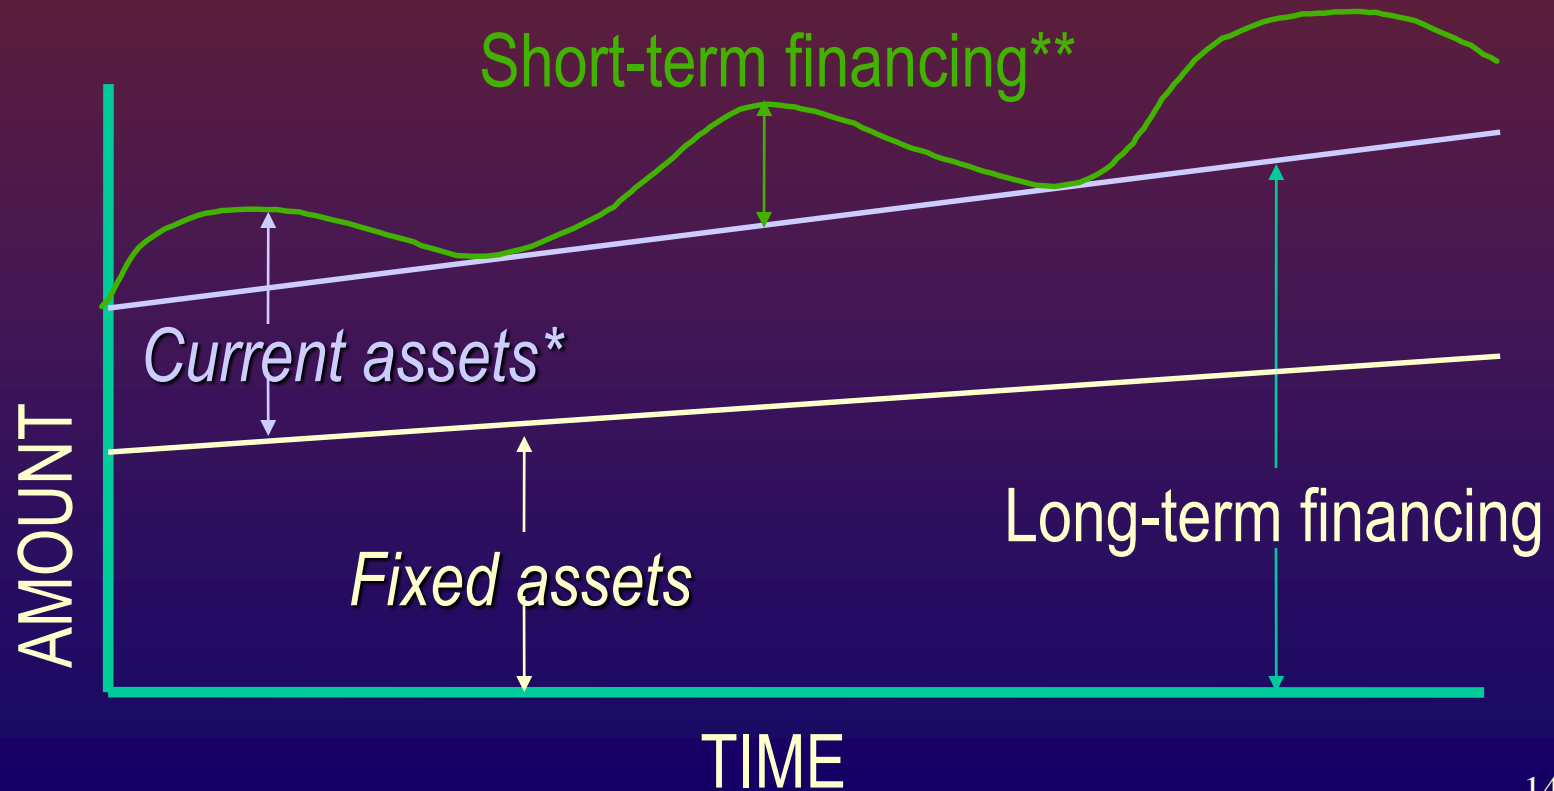 Short-term financing**
Current assets*
AMOUNT
Long-term financing
Fixed assets
TIME